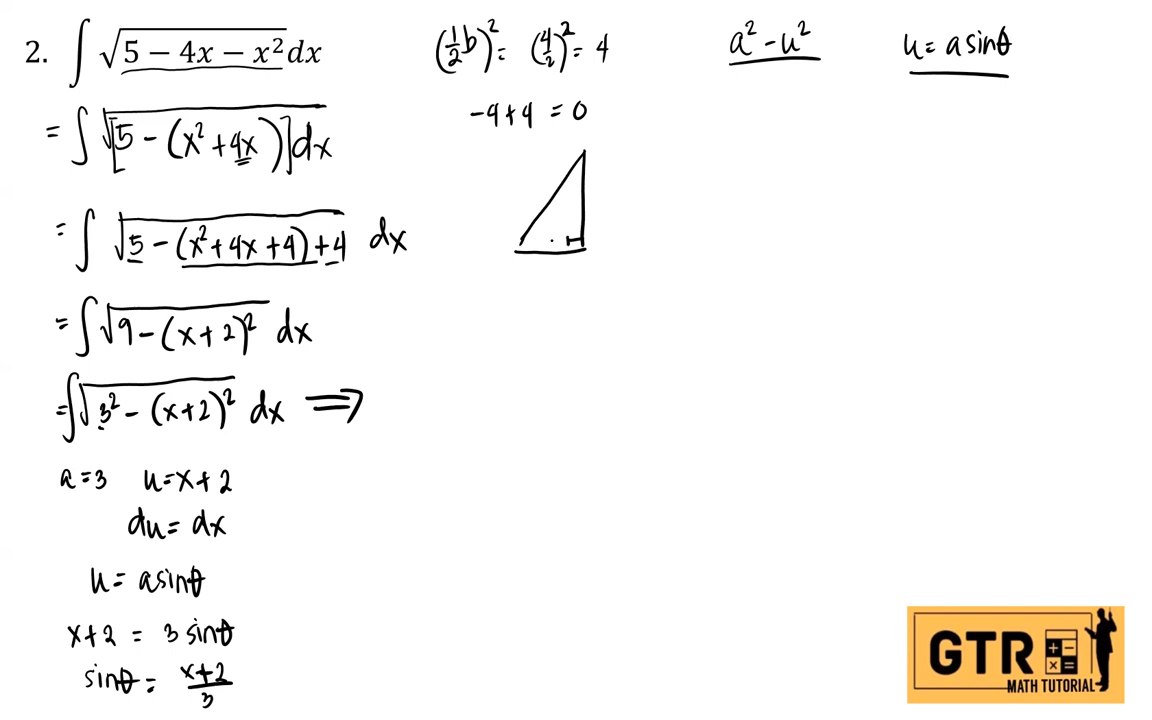 2. ∫ √(5 − 4x − x²) dx
= ∫ √[5 − (x² + 4x )] dx
= ∫ √(5 − (x² + 4x + 4) + 4) dx
= ∫ √(9 − (x + 2)²) dx
= ∫ √(3² − (x + 2)²) dx ⟹
a = 3 u = x + 2
du = dx
u = a sinθ
x + 2 = 3 sinθ
sinθ = (x + 2)/3
(½b)² = (4/2)² = 4
−4 + 4 = 0
a² − u²
u = a sinθ
GTR
MATH TUTORIAL